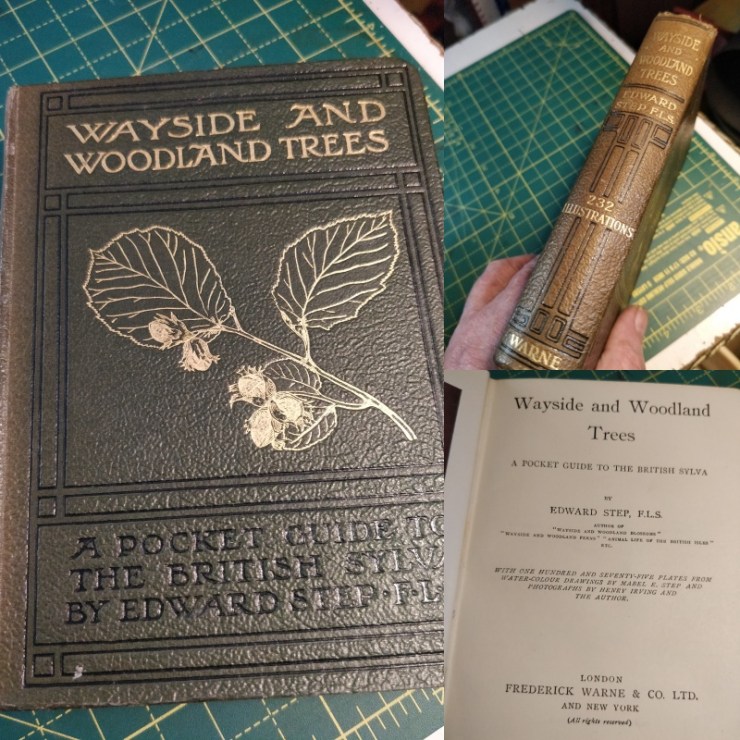 WAYSIDE AND
WOODLAND TREES
A POCKET GUIDE TO
THE BRITISH SYLVA
BY EDWARD STEP F.L
WAYSIDE
AND
WOODLAND
TREES
EDWARD
STEP F.L.S.
232
ILLUSTRATIONS
WARNE
Wayside and Woodland
Trees
A POCKET GUIDE TO THE BRITISH SYLVA
BY
EDWARD STEP, F.L.S.
AUTHOR OF
"WAYSIDE AND WOODLAND BLOSSOMS"
"WAYSIDE AND WOODLAND FERNS" "ANIMAL LIFE OF THE BRITISH ISLES"
ETC.
WITH ONE HUNDRED AND SEVENTY-FIVE PLATES FROM
WATER-COLOUR DRAWINGS BY MABEL E. STEP AND
PHOTOGRAPHS BY HENRY IRVING AND
THE AUTHOR.
LONDON
FREDERICK WARNE & CO. LTD.
AND NEW YORK
(All rights reserved)